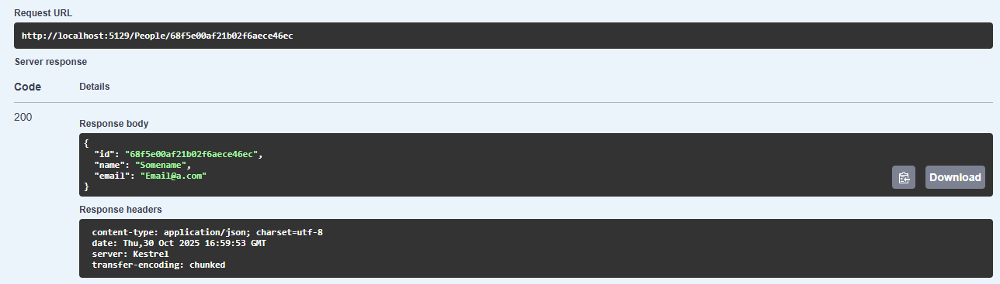 Request URL
http://localhost:5129/People/68f5e00af21b02f6aece46ec
Server response
Code Details
200
Response body
{
  "id": "68f5e00af21b02f6aece46ec",
  "name": "Somename",
  "email": "Email@a.com"
}
Download
Response headers
content-type: application/json; charset=utf-8
date: Thu,30 Oct 2025 16:59:53 GMT
server: Kestrel
transfer-encoding: chunked